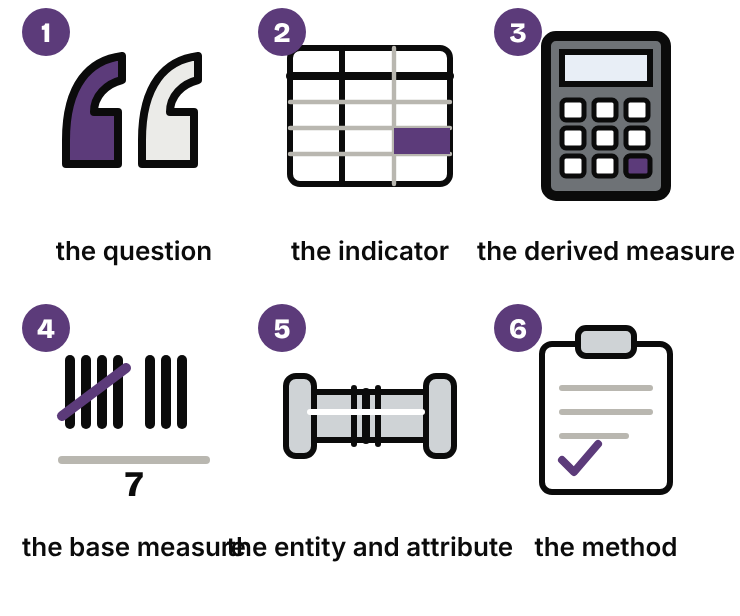 1
2
3
the question
the indicator
the derived measure
4
5
6
7
the base measure
the entity and attribute
the method